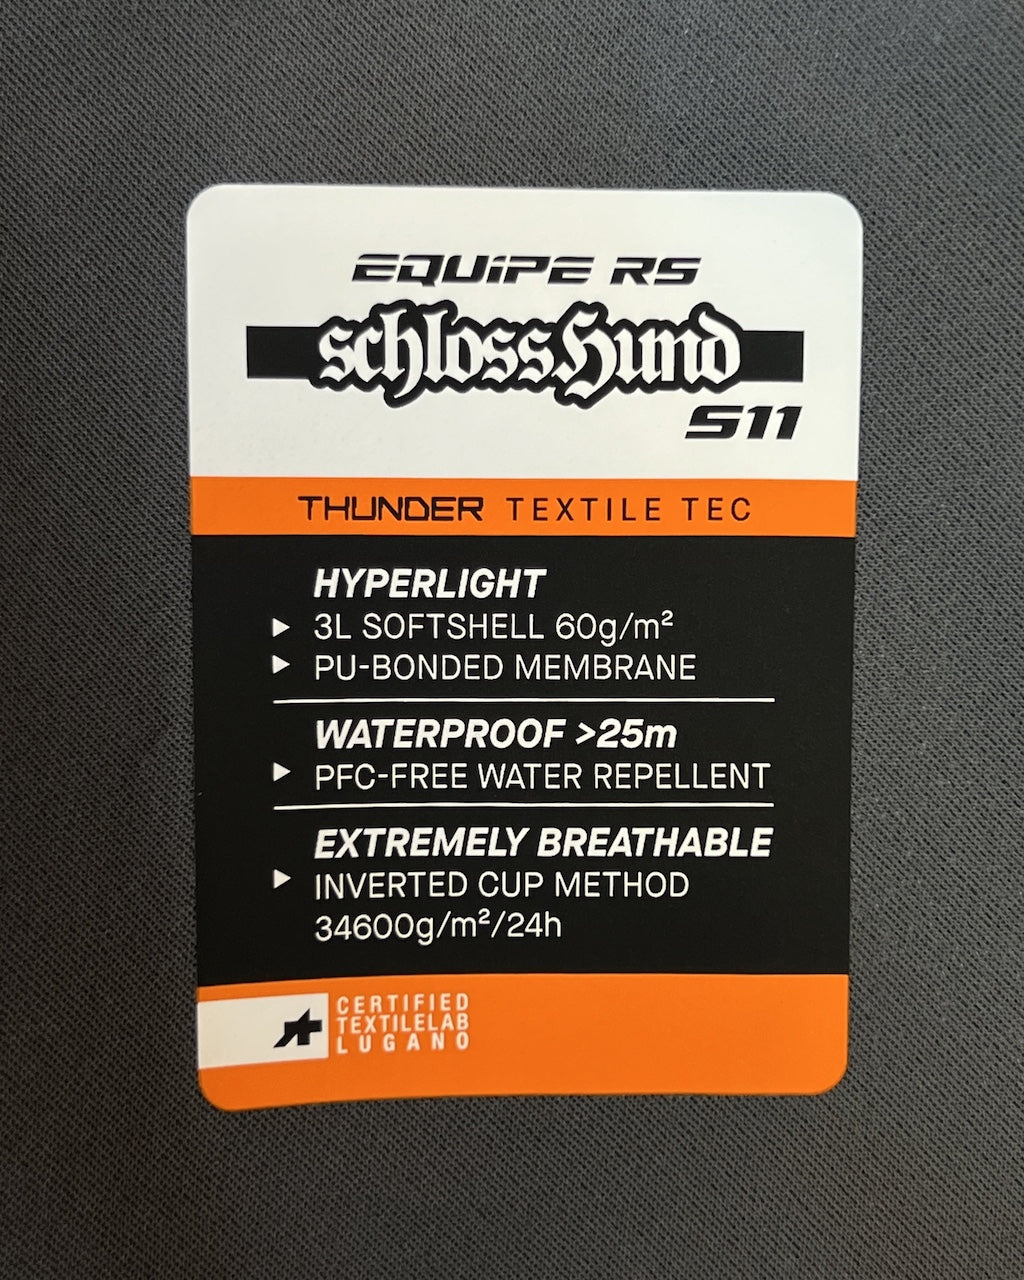 EQUIPE RS
schlossHund
S11
THUNDER TEXTILE TEC
HYPERLIGHT
3L SOFTSHELL 60g/m²
PU-BONDED MEMBRANE
WATERPROOF >25m
PFC-FREE WATER REPELLENT
EXTREMELY BREATHABLE
INVERTED CUP METHOD
34600g/m²/24h
CERTIFIED
TEXTILELAB
LUGANO